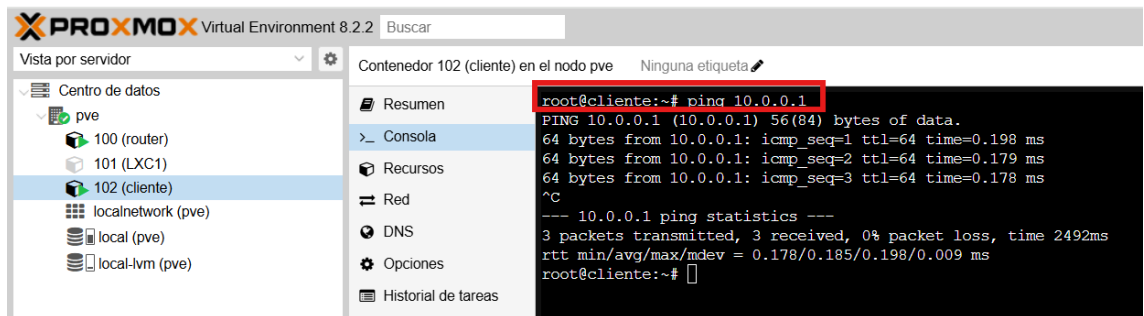 PROXMOX Virtual Environment 8.2.2 Buscar
Vista por servidor
Centro de datos
pve
100 (router)
101 (LXC1)
102 (cliente)
localnetwork (pve)
local (pve)
local-lvm (pve)
Contenedor 102 (cliente) en el nodo pve Ninguna etiqueta
Resumen
>_ Consola
Recursos
Red
DNS
Opciones
Historial de tareas
root@cliente:~# ping 10.0.0.1
PING 10.0.0.1 (10.0.0.1) 56(84) bytes of data.
64 bytes from 10.0.0.1: icmp_seq=1 ttl=64 time=0.198 ms
64 bytes from 10.0.0.1: icmp_seq=2 ttl=64 time=0.179 ms
64 bytes from 10.0.0.1: icmp_seq=3 ttl=64 time=0.178 ms
^C
--- 10.0.0.1 ping statistics ---
3 packets transmitted, 3 received, 0% packet loss, time 2492ms
rtt min/avg/max/mdev = 0.178/0.185/0.198/0.009 ms
root@cliente:~#